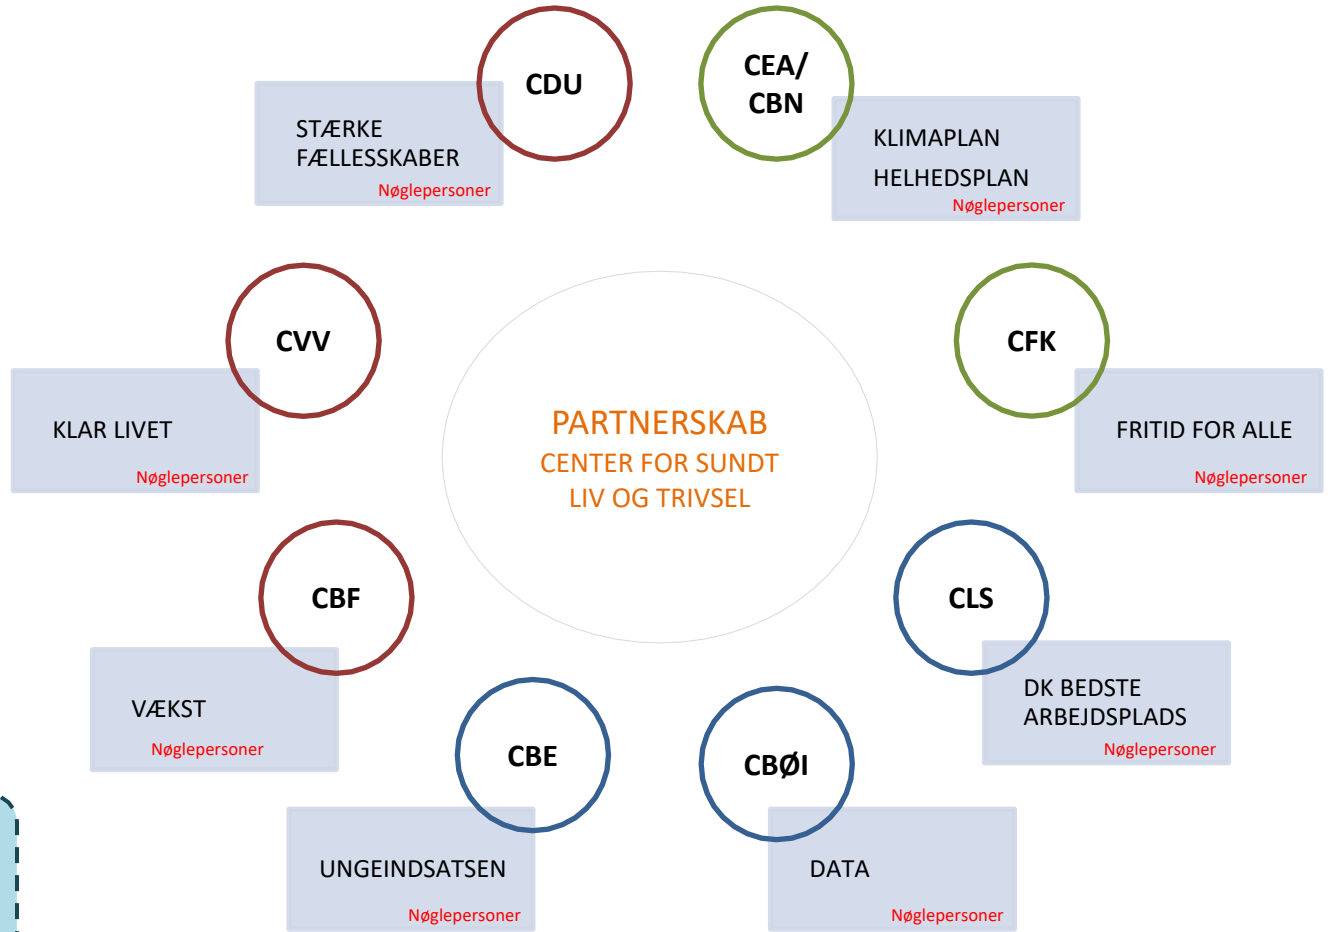 CDU
STÆRKE
FÆLLESSKABER
Nøglepersoner
CEA/
CBN
KLIMAPLAN
HELHEDSPLAN
Nøglepersoner
CVV
KLAR LIVET
Nøglepersoner
PARTNERSKAB
CENTER FOR SUNDT
LIV OG TRIVSEL
CFK
FRITID FOR ALLE
Nøglepersoner
CBF
VÆKST
Nøglepersoner
CLS
DK BEDSTE
ARBEJDSPLADS
Nøglepersoner
CBE
UNGEINDSATSEN
Nøglepersoner
CBØI
DATA
Nøglepersoner